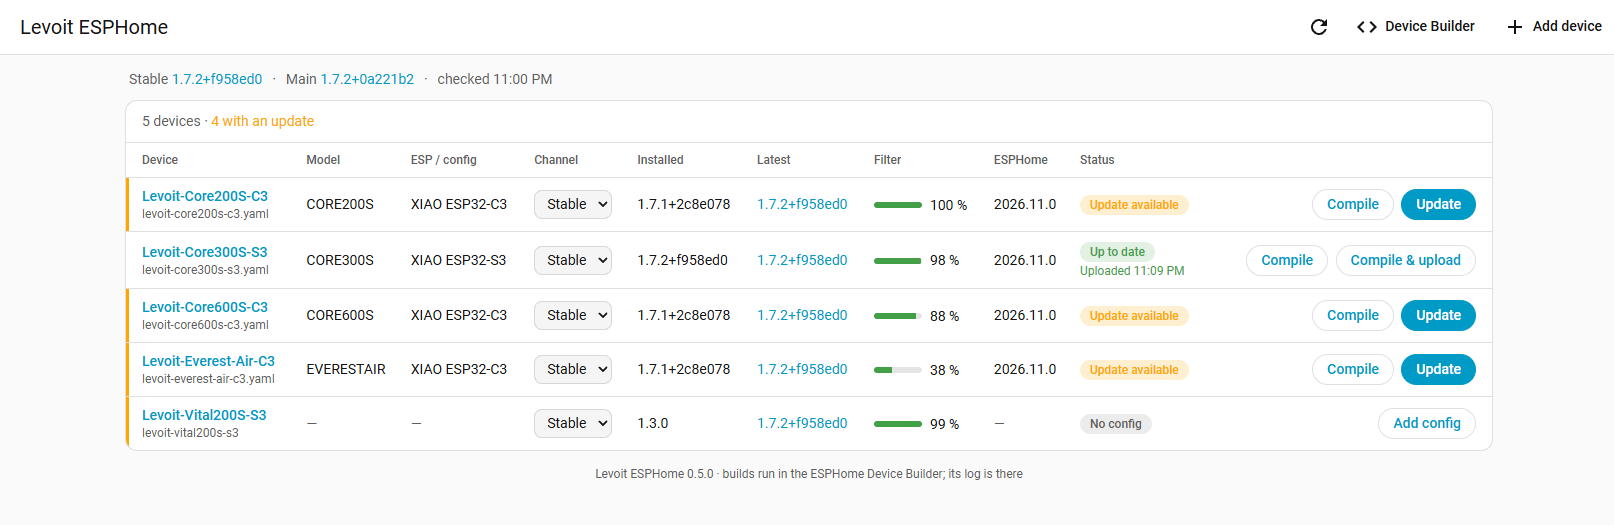 Levoit ESPHome
Device Builder
Add device
Stable 1.7.2+f958ed0 · Main 1.7.2+0a221b2 · checked 11:00 PM
5 devices · 4 with an update
Device Model ESP / config Channel Installed Latest Filter ESPHome Status
Levoit-Core200S-C3
levoit-core200s-c3.yaml
CORE200S XIAO ESP32-C3 Stable 1.7.1+2c8e078 1.7.2+f958ed0 100 % 2026.11.0 Update available Compile Update
Levoit-Core300S-S3
levoit-core300s-s3.yaml
CORE300S XIAO ESP32-S3 Stable 1.7.2+f958ed0 1.7.2+f958ed0 98 % 2026.11.0 Up to date
Uploaded 11:09 PM
Compile Compile & upload
Levoit-Core600S-C3
levoit-core600s-c3.yaml
CORE600S XIAO ESP32-C3 Stable 1.7.1+2c8e078 1.7.2+f958ed0 88 % 2026.11.0 Update available Compile Update
Levoit-Everest-Air-C3
levoit-everest-air-c3.yaml
EVERESTAIR XIAO ESP32-C3 Stable 1.7.1+2c8e078 1.7.2+f958ed0 38 % 2026.11.0 Update available Compile Update
Levoit-Vital200S-S3
levoit-vital200s-s3
— — Stable 1.3.0 1.7.2+f958ed0 99 % — No config Add config
Levoit ESPHome 0.5.0 · builds run in the ESPHome Device Builder; its log is there